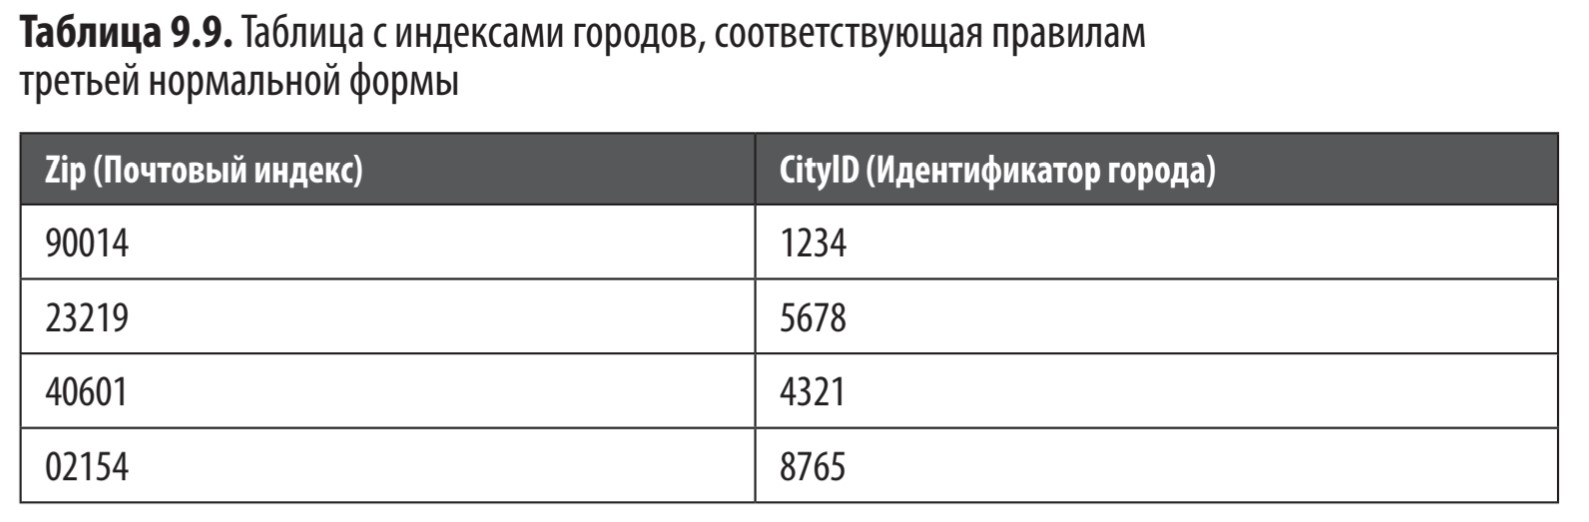 Таблица 9.9. Таблица с индексами городов, соответствующая правилам
третьей нормальной формы
Zip (Почтовый индекс) CityID (Идентификатор города)
90014 1234
23219 5678
40601 4321
02154 8765